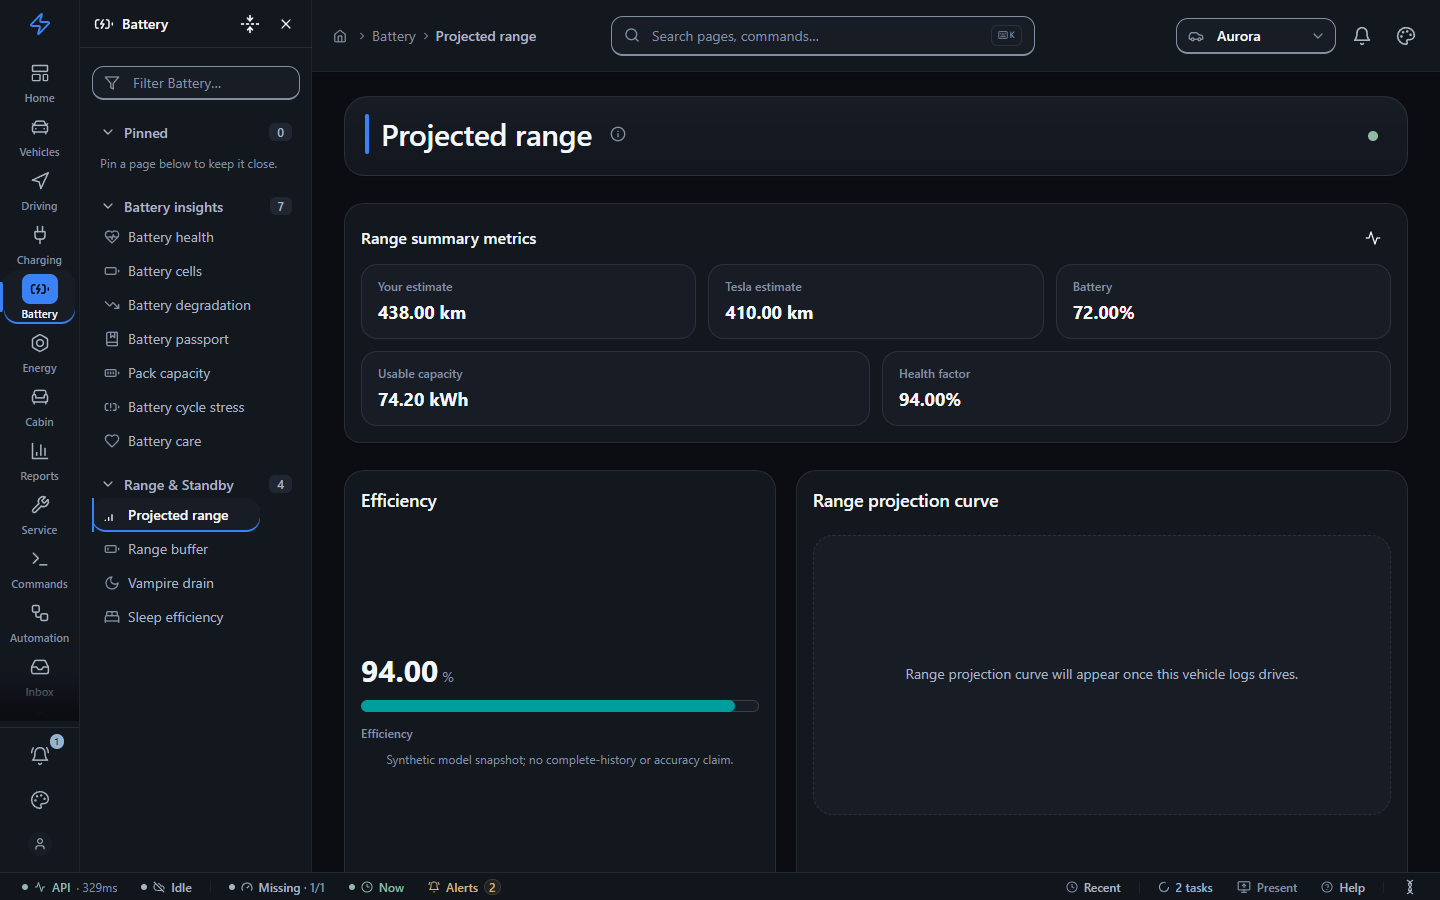 Battery
Battery
Projected range
Search pages, commands...
K
Aurora
Home
Vehicles
Driving
Charging
Battery
Energy
Cabin
Reports
Service
Commands
Automation
Inbox
1
Filter Battery...
Pinned
0
Pin a page below to keep it close.
Battery insights
7
Battery health
Battery cells
Battery degradation
Battery passport
Pack capacity
Battery cycle stress
Battery care
Range & Standby
4
Projected range
Range buffer
Vampire drain
Sleep efficiency
Projected range
Range summary metrics
Your estimate
438.00 km
Tesla estimate
410.00 km
Battery
72.00%
Usable capacity
74.20 kWh
Health factor
94.00%
Efficiency
94.00 %
Efficiency
Synthetic model snapshot; no complete-history or accuracy claim.
Range projection curve
Range projection curve will appear once this vehicle logs drives.
API · 329ms
Idle
Missing · 1/1
Now
Alerts 2
Recent
2 tasks
Present
Help